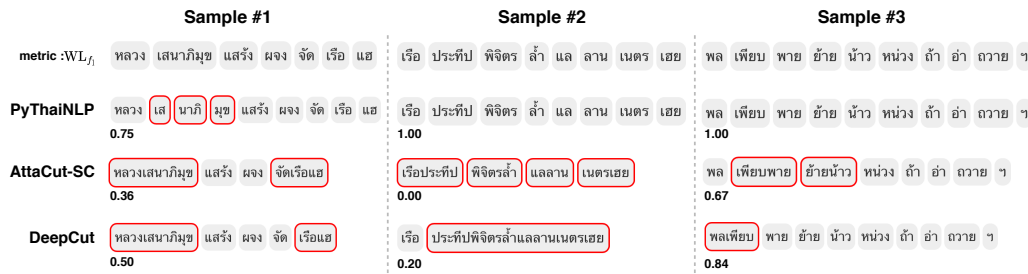 Sample #1 Sample #2 Sample #3
metric :WL_{f_1} หลวง เสนาภิมุข แสร้ง ผจง จัด เรือ แฮ เรือ ประทีป พิจิตร ล้ำ แล ลาน เนตร เฮย พล เพียบ พาย ย้าย น้าว หน่วง ถ้า อ่า ถวาย ฯ
PyThaiNLP หลวง เส นาภิ มุข แสร้ง ผจง จัด เรือ แฮ เรือ ประทีป พิจิตร ล้ำ แล ลาน เนตร เฮย พล เพียบ พาย ย้าย น้าว หน่วง ถ้า อ่า ถวาย ฯ
0.75 1.00 1.00
AttaCut-SC หลวงเสนาภิมุข แสร้ง ผจง จัดเรือแฮ เรือประทีป พิจิตรล้ำ แลลาน เนตรเฮย พล เพียบพาย ย้ายน้าว หน่วง ถ้า อ่า ถวาย ฯ
0.36 0.00 0.67
DeepCut หลวงเสนาภิมุข แสร้ง ผจง จัด เรือแฮ เรือ ประทีปพิจิตรล้ำแลลานเนตรเฮย พลเพียบ พาย ย้าย น้าว หน่วง ถ้า อ่า ถวาย ฯ
0.50 0.20 0.84